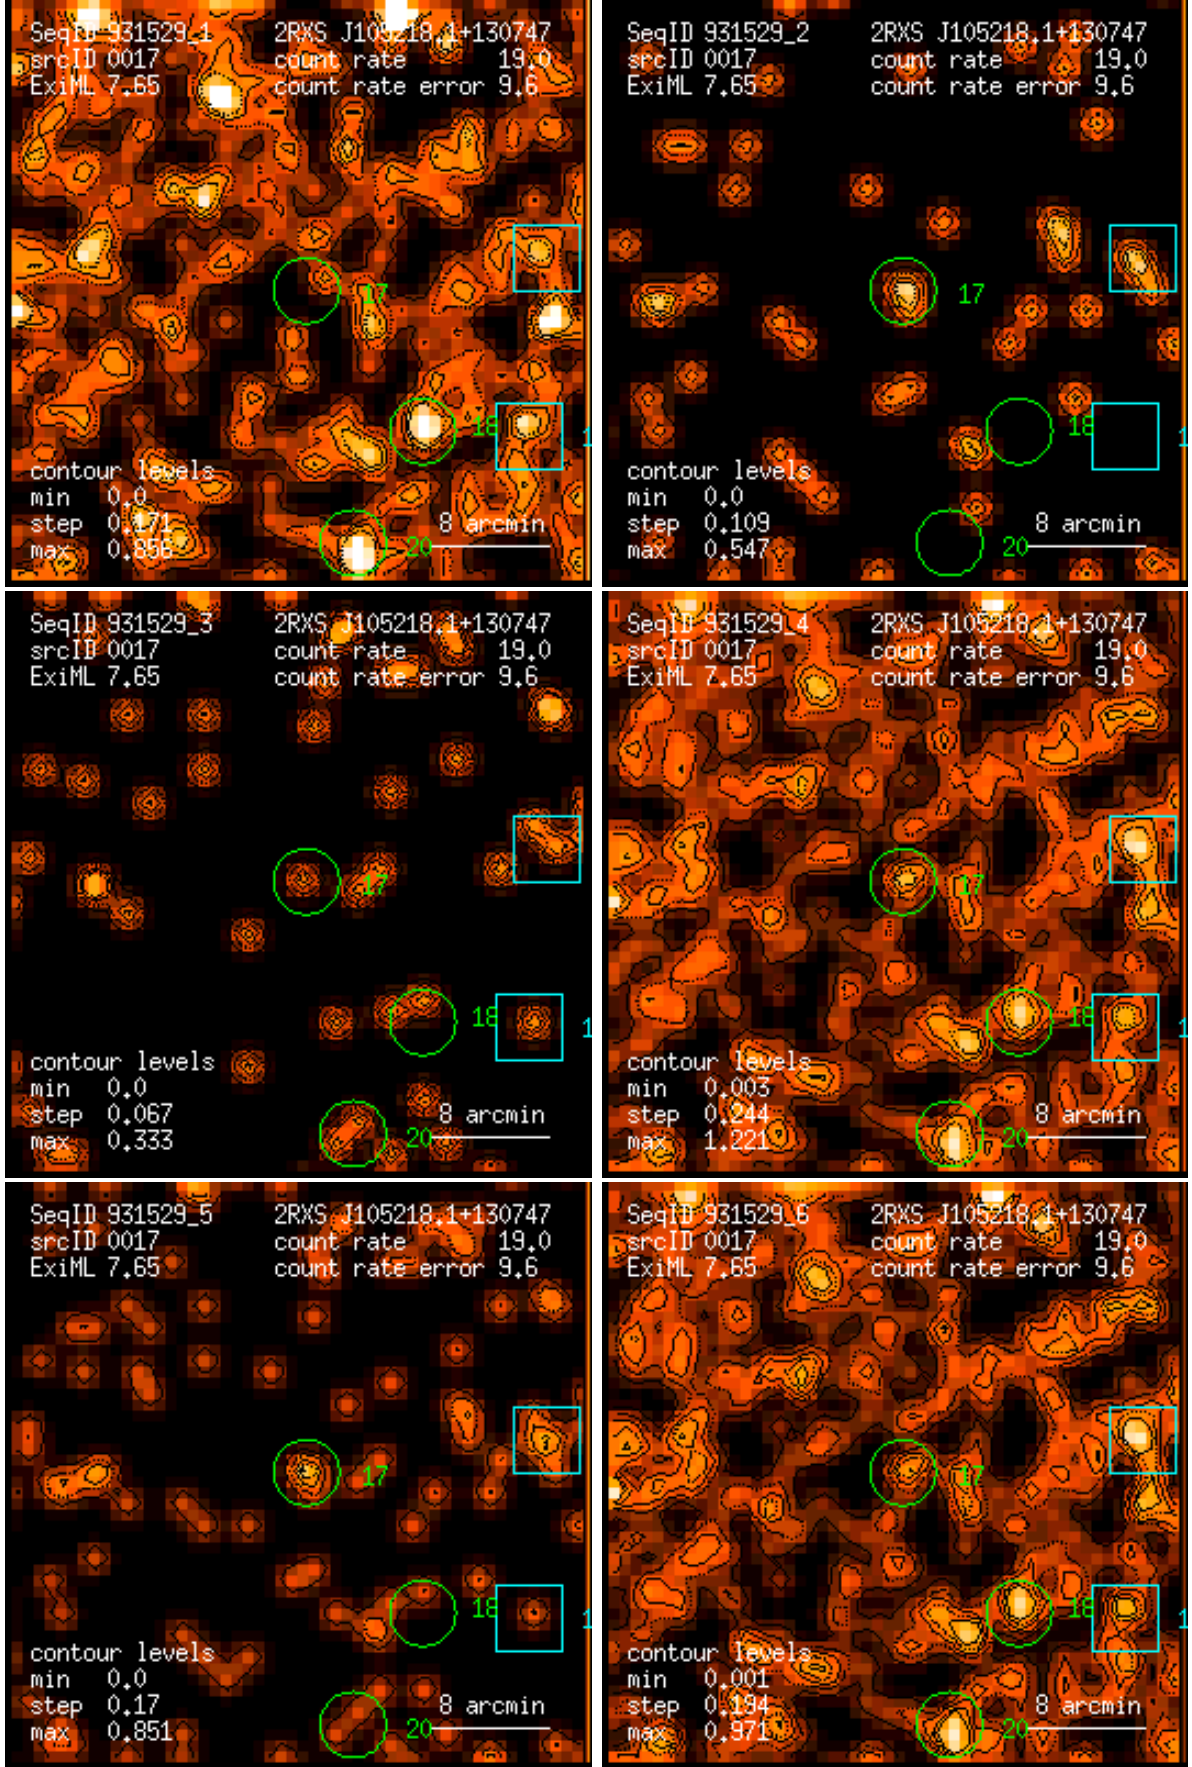 SeqID 931529_1 2RXS J105218.1+130747
srcID 0017 count rate 19.0
ExiML 7.65 count rate error 9.6
17
18
1
contour levels
min 0.0
step 0.171 8 arcmin
max 0.856 20
SeqID 931529_2 2RXS J105218.1+130747
srcID 0017 count rate 19.0
ExiML 7.65 count rate error 9.6
17
18
contour levels
min 0.0
step 0.109 8 arcmin
max 0.547 20
SeqID 931529_3 2RXS J105218.1+130747
srcID 0017 count rate 19.0
ExiML 7.65 count rate error 9.6
17
18
1
contour levels
min 0.0
step 0.067 8 arcmin
max 0.333 20
SeqID 931529_4 2RXS J105218.1+130747
srcID 0017 count rate 19.0
ExiML 7.65 count rate error 9.6
17
18
1
contour levels
min 0.003
step 0.244 8 arcmin
max 1.221 20
SeqID 931529_5 2RXS J105218.1+130747
srcID 0017 count rate 19.0
ExiML 7.65 count rate error 9.6
17
18
1
contour levels
min 0.0
step 0.17 8 arcmin
max 0.851 20
SeqID 931529_6 2RXS J105218.1+130747
srcID 0017 count rate 19.0
ExiML 7.65 count rate error 9.6
17
18
1
contour levels
min 0.001
step 0.194 8 arcmin
max 0.971 20